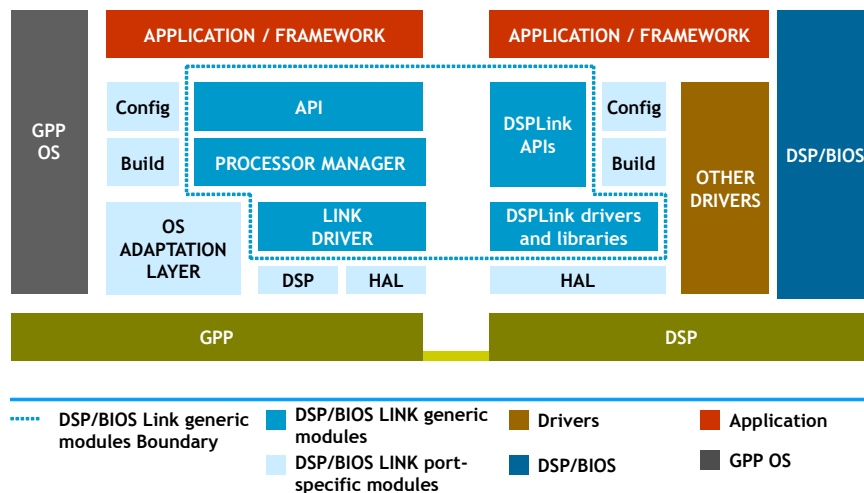 APPLICATION / FRAMEWORK
APPLICATION / FRAMEWORK
GPP
OS
Config
API
Build
PROCESSOR MANAGER
OS
ADAPTATION
LAYER
LINK
DRIVER
DSP
HAL
DSPLink
APIs
Config
Build
DSPLink drivers
and libraries
HAL
OTHER
DRIVERS
DSP/BIOS
GPP
DSP
DSP/BIOS Link generic
modules Boundary
DSP/BIOS LINK generic
modules
DSP/BIOS LINK port-
specific modules
Drivers
DSP/BIOS
Application
GPP OS